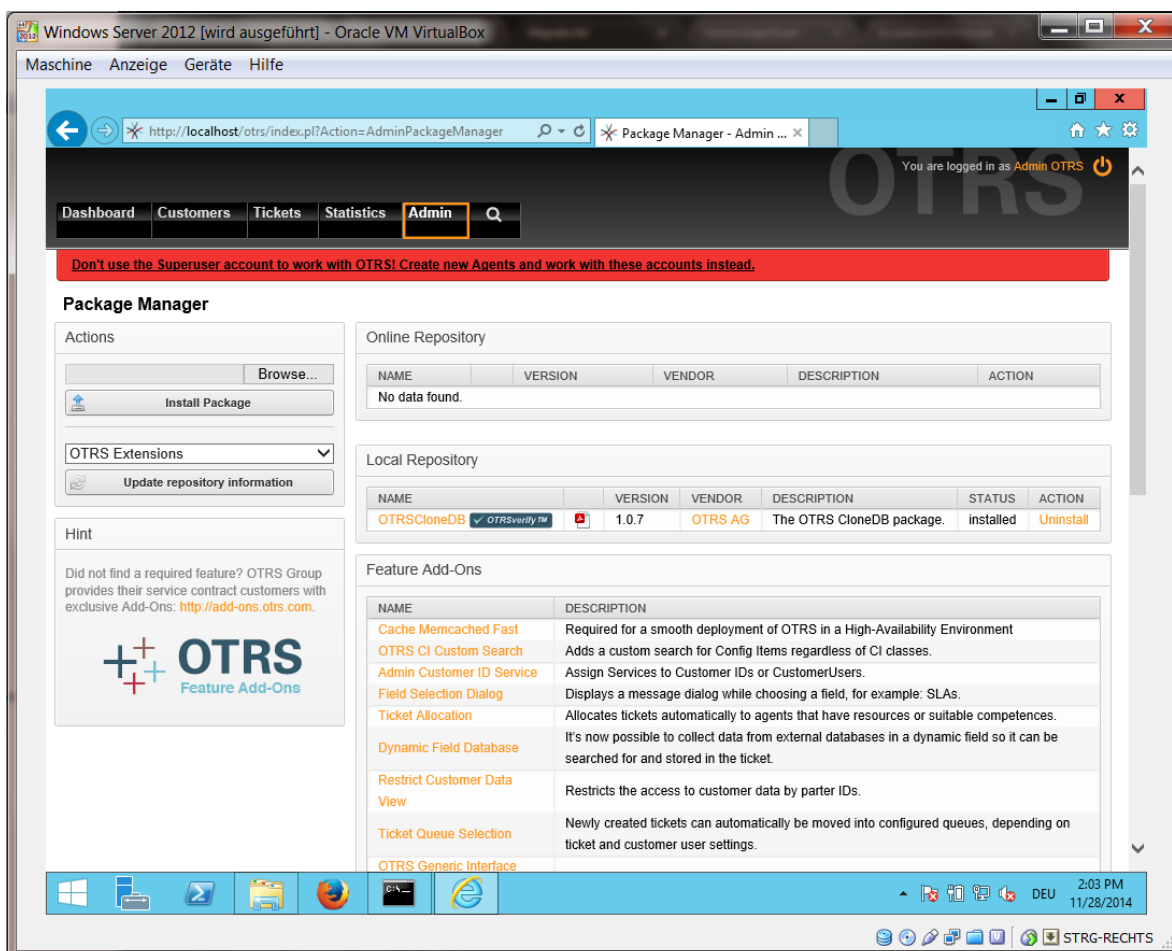 Windows Server 2012 [wird ausgeführt] - Oracle VM VirtualBox
Maschine Anzeige Geräte Hilfe
http://localhost/otrs/index.pl?Action=AdminPackageManager
Package Manager - Admin ...
OTRS
You are logged in as Admin OTRS
Dashboard Customers Tickets Statistics Admin
Don't use the Superuser account to work with OTRS! Create new Agents and work with these accounts instead.
Package Manager
Actions
Browse...
Install Package
OTRS Extensions
Update repository information
Hint
Did not find a required feature? OTRS Group
provides their service contract customers with
exclusive Add-Ons: http://add-ons.otrs.com.
OTRS
Feature Add-Ons
Online Repository
NAME VERSION VENDOR DESCRIPTION ACTION
No data found.
Local Repository
NAME VERSION VENDOR DESCRIPTION STATUS ACTION
OTRSCloneDB OTRSverify™ 1.0.7 OTRS AG The OTRS CloneDB package. installed Uninstall
Feature Add-Ons
NAME DESCRIPTION
Cache Memcached Fast Required for a smooth deployment of OTRS in a High-Availability Environment
OTRS CI Custom Search Adds a custom search for Config Items regardless of CI classes.
Admin Customer ID Service Assign Services to Customer IDs or CustomerUsers.
Field Selection Dialog Displays a message dialog while choosing a field, for example: SLAs.
Ticket Allocation Allocates tickets automatically to agents that have resources or suitable competences.
Dynamic Field Database It's now possible to collect data from external databases in a dynamic field so it can be
searched for and stored in the ticket.
Restrict Customer Data
View
Restricts the access to customer data by parter IDs.
Ticket Queue Selection Newly created tickets can automatically be moved into configured queues, depending on
ticket and customer user settings.
OTRS Generic Interface
C:\_
DEU
2:03 PM
11/28/2014
STRG-RECHTS